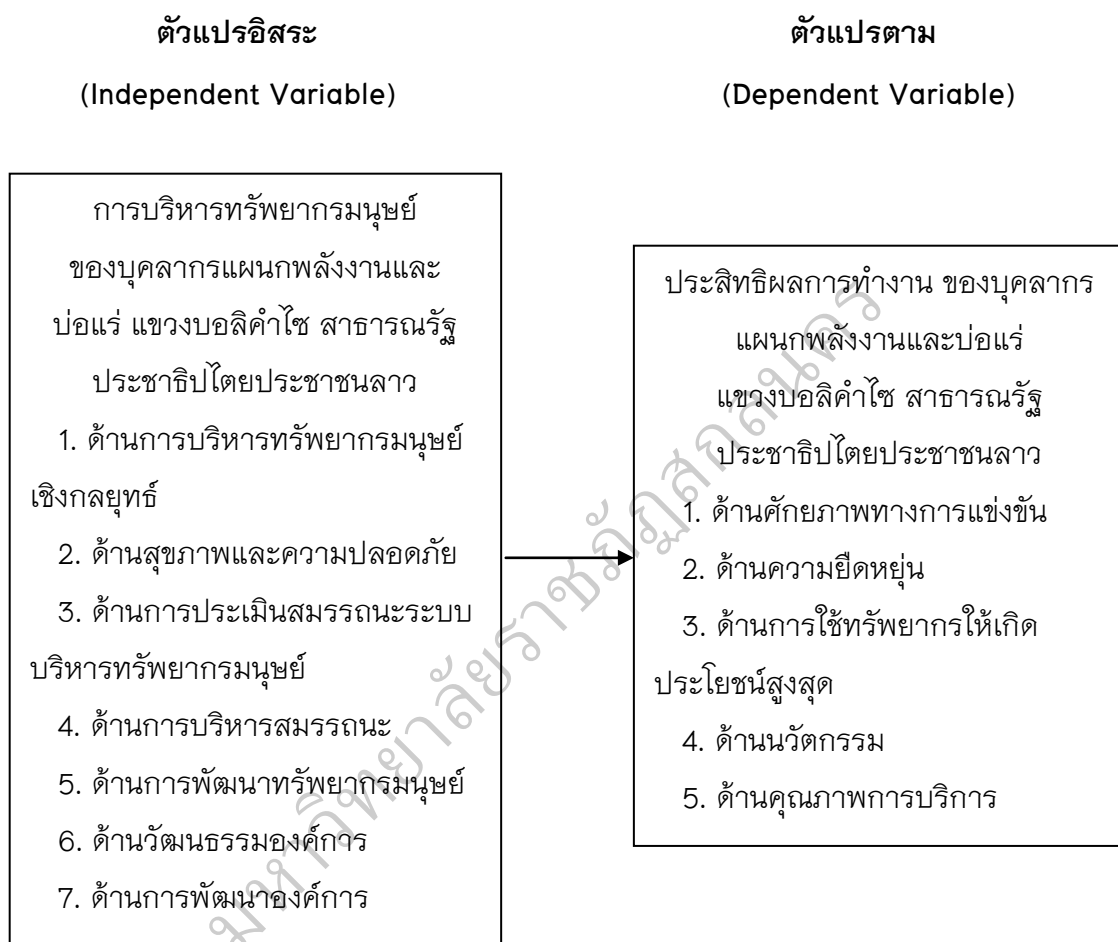 ตัวแปรอิสระ
(Independent Variable)
ตัวแปรตาม
(Dependent Variable)
การบริหารทรัพยากรมนุษย์
ของบุคลากรแผนกพลังงานและ
บ่อแร่ แขวงบอลิคำไซ สาธารณรัฐ
ประชาธิปไตยประชาชนลาว
1. ด้านการบริหารทรัพยากรมนุษย์
เชิงกลยุทธ์
2. ด้านสุขภาพและความปลอดภัย
3. ด้านการประเมินสมรรถนะระบบ
บริหารทรัพยากรมนุษย์
4. ด้านการบริหารสมรรถนะ
5. ด้านการพัฒนาทรัพยากรมนุษย์
6. ด้านวัฒนธรรมองค์การ
7. ด้านการพัฒนาองค์การ
ประสิทธิผลการทำงาน ของบุคลากร
แผนกพลังงานและบ่อแร่
แขวงบอลิคำไซ สาธารณรัฐ
ประชาธิปไตยประชาชนลาว
1. ด้านศักยภาพทางการแข่งขัน
2. ด้านความยืดหยุ่น
3. ด้านการใช้ทรัพยากรให้เกิด
ประโยชน์สูงสุด
4. ด้านนวัตกรรม
5. ด้านคุณภาพการบริการ
มหาวิทยาลัยราชภัฏสกลนคร